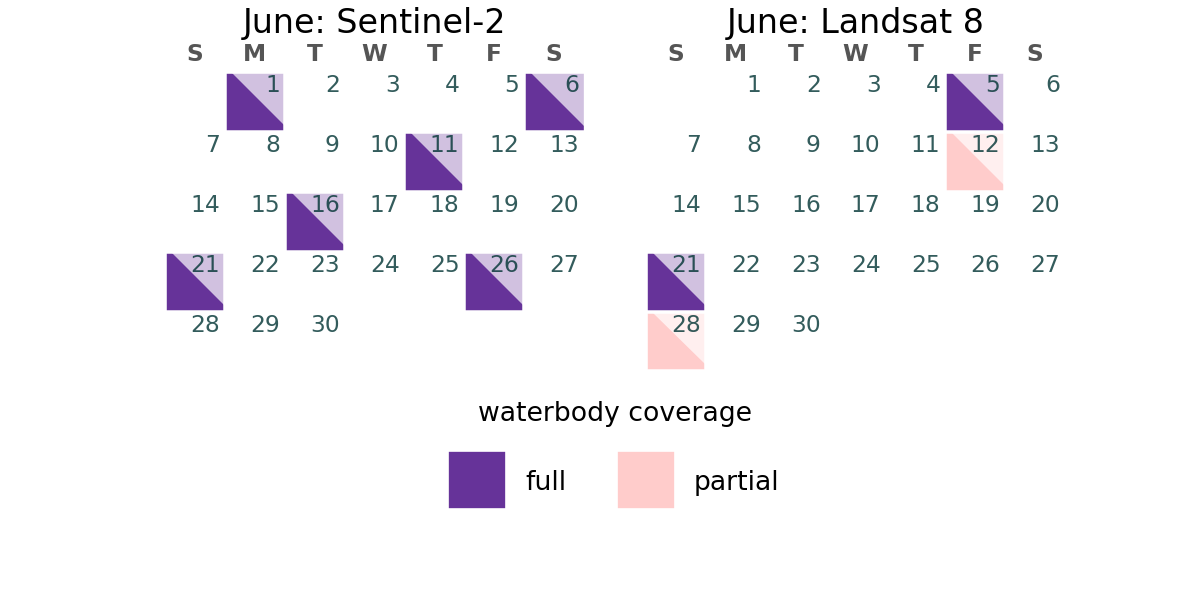 June: Sentinel-2
S M T W T F S
1 2 3 4 5 6
7 8 9 10 11 12 13
14 15 16 17 18 19 20
21 22 23 24 25 26 27
28 29 30
June: Landsat 8
S M T W T F S
1 2 3 4 5 6
7 8 9 10 11 12 13
14 15 16 17 18 19 20
21 22 23 24 25 26 27
28 29 30
waterbody coverage
full partial